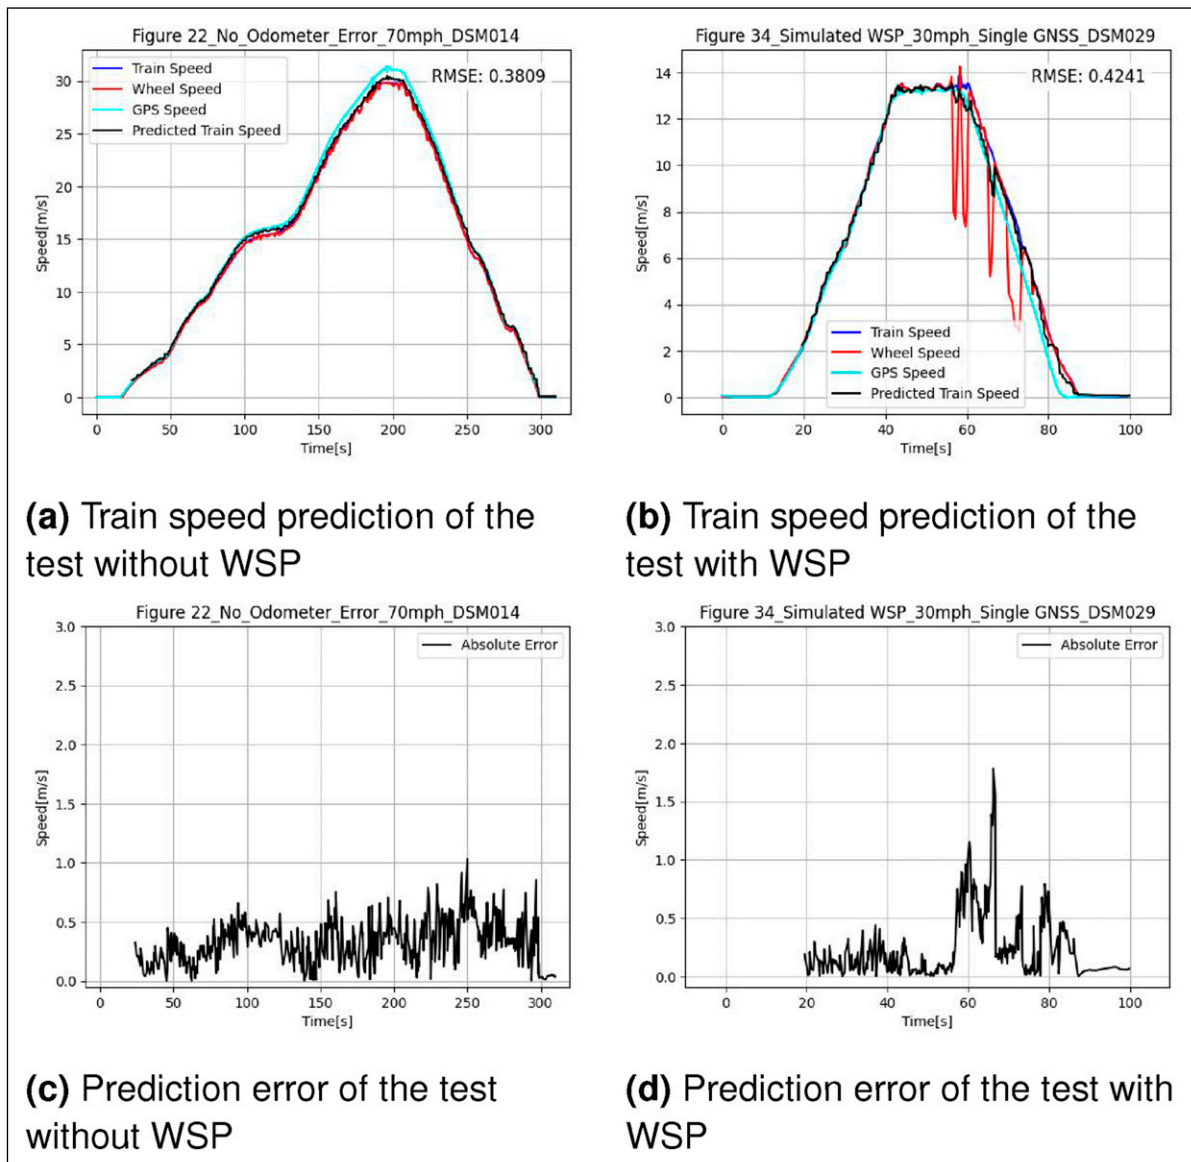 Figure 22_No_Odometer_Error_70mph_DSM014
Train Speed
Wheel Speed
GPS Speed
Predicted Train Speed
RMSE: 0.3809
30
25
20
15
10
5
0
Speed[m/s]
0 50 100 150 200 250 300
Time[s]
Figure 34_Simulated WSP_30mph_Single GNSS_DSM029
RMSE: 0.4241
14
12
10
8
6
4
2
0
Speed[m/s]
Train Speed
Wheel Speed
GPS Speed
Predicted Train Speed
0 20 40 60 80 100
Time[s]
(a) Train speed prediction of the
test without WSP
(b) Train speed prediction of the
test with WSP
Figure 22_No_Odometer_Error_70mph_DSM014
Absolute Error
3.0
2.5
2.0
1.5
1.0
0.5
0.0
Speed[m/s]
0 50 100 150 200 250 300
Time[s]
Figure 34_Simulated WSP_30mph_Single GNSS_DSM029
Absolute Error
3.0
2.5
2.0
1.5
1.0
0.5
0.0
Speed[m/s]
0 20 40 60 80 100
Time[s]
(c) Prediction error of the test
without WSP
(d) Prediction error of the test with
WSP